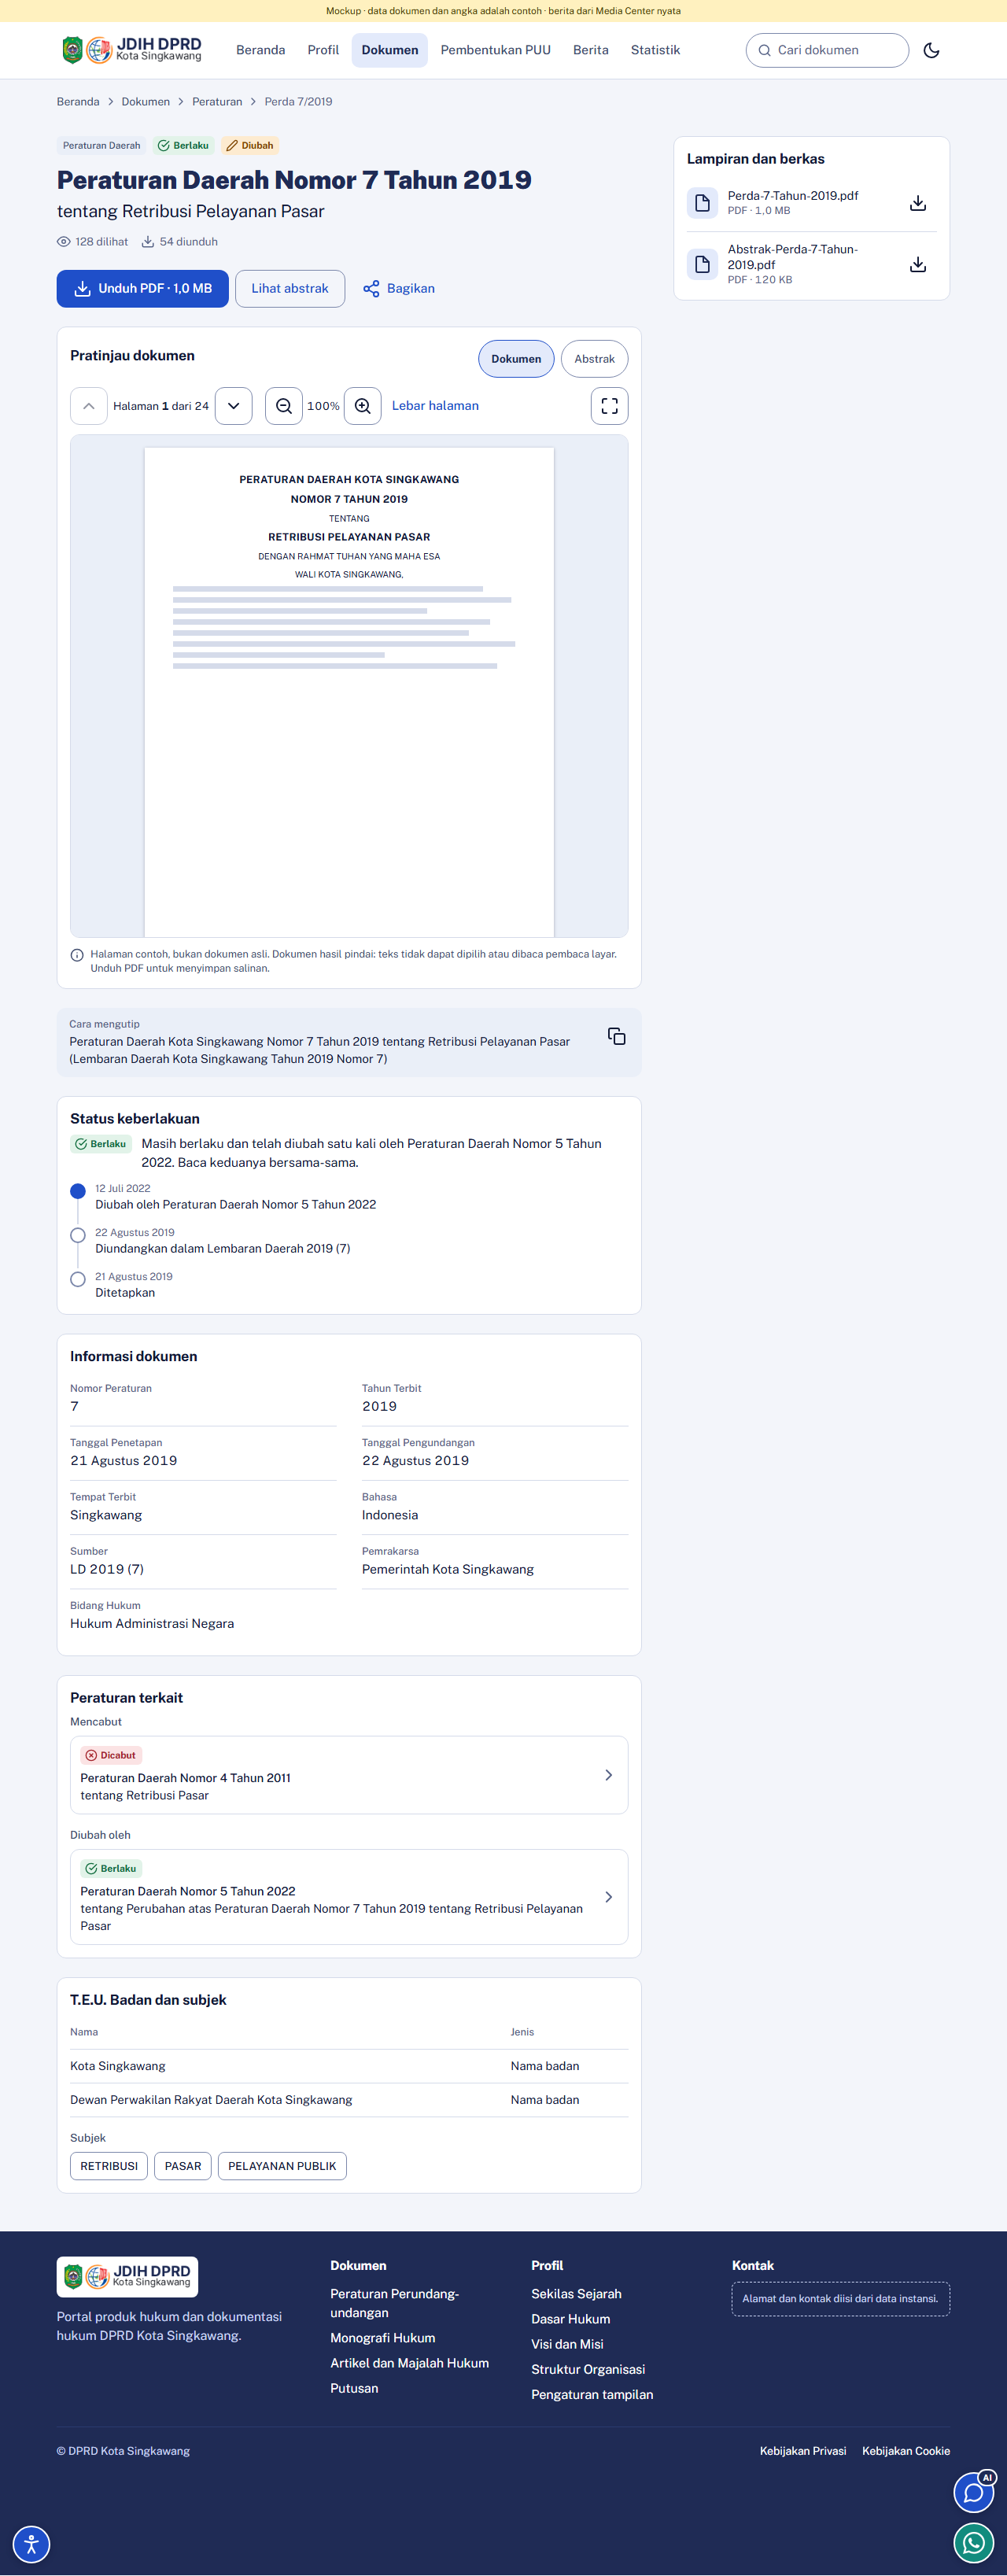 Mockup · data dokumen dan angka adalah contoh · berita dari Media Center nyata
JDIH DPRD
Kota Singkawang
Beranda
Profil
Dokumen
Pembentukan PUU
Berita
Statistik
Cari dokumen
Beranda
Dokumen
Peraturan
Perda 7/2019
Peraturan Daerah
Berlaku
Diubah
Peraturan Daerah Nomor 7 Tahun 2019
tentang Retribusi Pelayanan Pasar
128 dilihat
54 diunduh
Unduh PDF · 1,0 MB
Lihat abstrak
Bagikan
Lampiran dan berkas
Perda-7-Tahun-2019.pdf
PDF · 1,0 MB
Abstrak-Perda-7-Tahun-
2019.pdf
PDF · 120 KB
Pratinjau dokumen
Dokumen
Abstrak
Halaman 1 dari 24
100%
Lebar halaman
PERATURAN DAERAH KOTA SINGKAWANG
NOMOR 7 TAHUN 2019
TENTANG
RETRIBUSI PELAYANAN PASAR
DENGAN RAHMAT TUHAN YANG MAHA ESA
WALI KOTA SINGKAWANG,
Halaman contoh, bukan dokumen asli. Dokumen hasil pindai: teks tidak dapat dipilih atau dibaca pembaca layar.
Unduh PDF untuk menyimpan salinan.
Cara mengutip
Peraturan Daerah Kota Singkawang Nomor 7 Tahun 2019 tentang Retribusi Pelayanan Pasar
(Lembaran Daerah Kota Singkawang Tahun 2019 Nomor 7)
Status keberlakuan
Berlaku
Masih berlaku dan telah diubah satu kali oleh Peraturan Daerah Nomor 5 Tahun
2022. Baca keduanya bersama-sama.
12 Juli 2022
Diubah oleh Peraturan Daerah Nomor 5 Tahun 2022
22 Agustus 2019
Diundangkan dalam Lembaran Daerah 2019 (7)
21 Agustus 2019
Ditetapkan
Informasi dokumen
Nomor Peraturan
7
Tahun Terbit
2019
Tanggal Penetapan
21 Agustus 2019
Tanggal Pengundangan
22 Agustus 2019
Tempat Terbit
Singkawang
Bahasa
Indonesia
Sumber
LD 2019 (7)
Pemrakarsa
Pemerintah Kota Singkawang
Bidang Hukum
Hukum Administrasi Negara
Peraturan terkait
Mencabut
Dicabut
Peraturan Daerah Nomor 4 Tahun 2011
tentang Retribusi Pasar
Diubah oleh
Berlaku
Peraturan Daerah Nomor 5 Tahun 2022
tentang Perubahan atas Peraturan Daerah Nomor 7 Tahun 2019 tentang Retribusi Pelayanan
Pasar
T.E.U. Badan dan subjek
Nama
Jenis
Kota Singkawang
Nama badan
Dewan Perwakilan Rakyat Daerah Kota Singkawang
Nama badan
Subjek
RETRIBUSI
PASAR
PELAYANAN PUBLIK
JDIH DPRD
Kota Singkawang
Portal produk hukum dan dokumentasi
hukum DPRD Kota Singkawang.
Dokumen
Peraturan Perundang-
undangan
Monografi Hukum
Artikel dan Majalah Hukum
Putusan
Profil
Sekilas Sejarah
Dasar Hukum
Visi dan Misi
Struktur Organisasi
Pengaturan tampilan
Kontak
Alamat dan kontak diisi dari data instansi.
© DPRD Kota Singkawang
Kebijakan Privasi
Kebijakan Cookie
AI